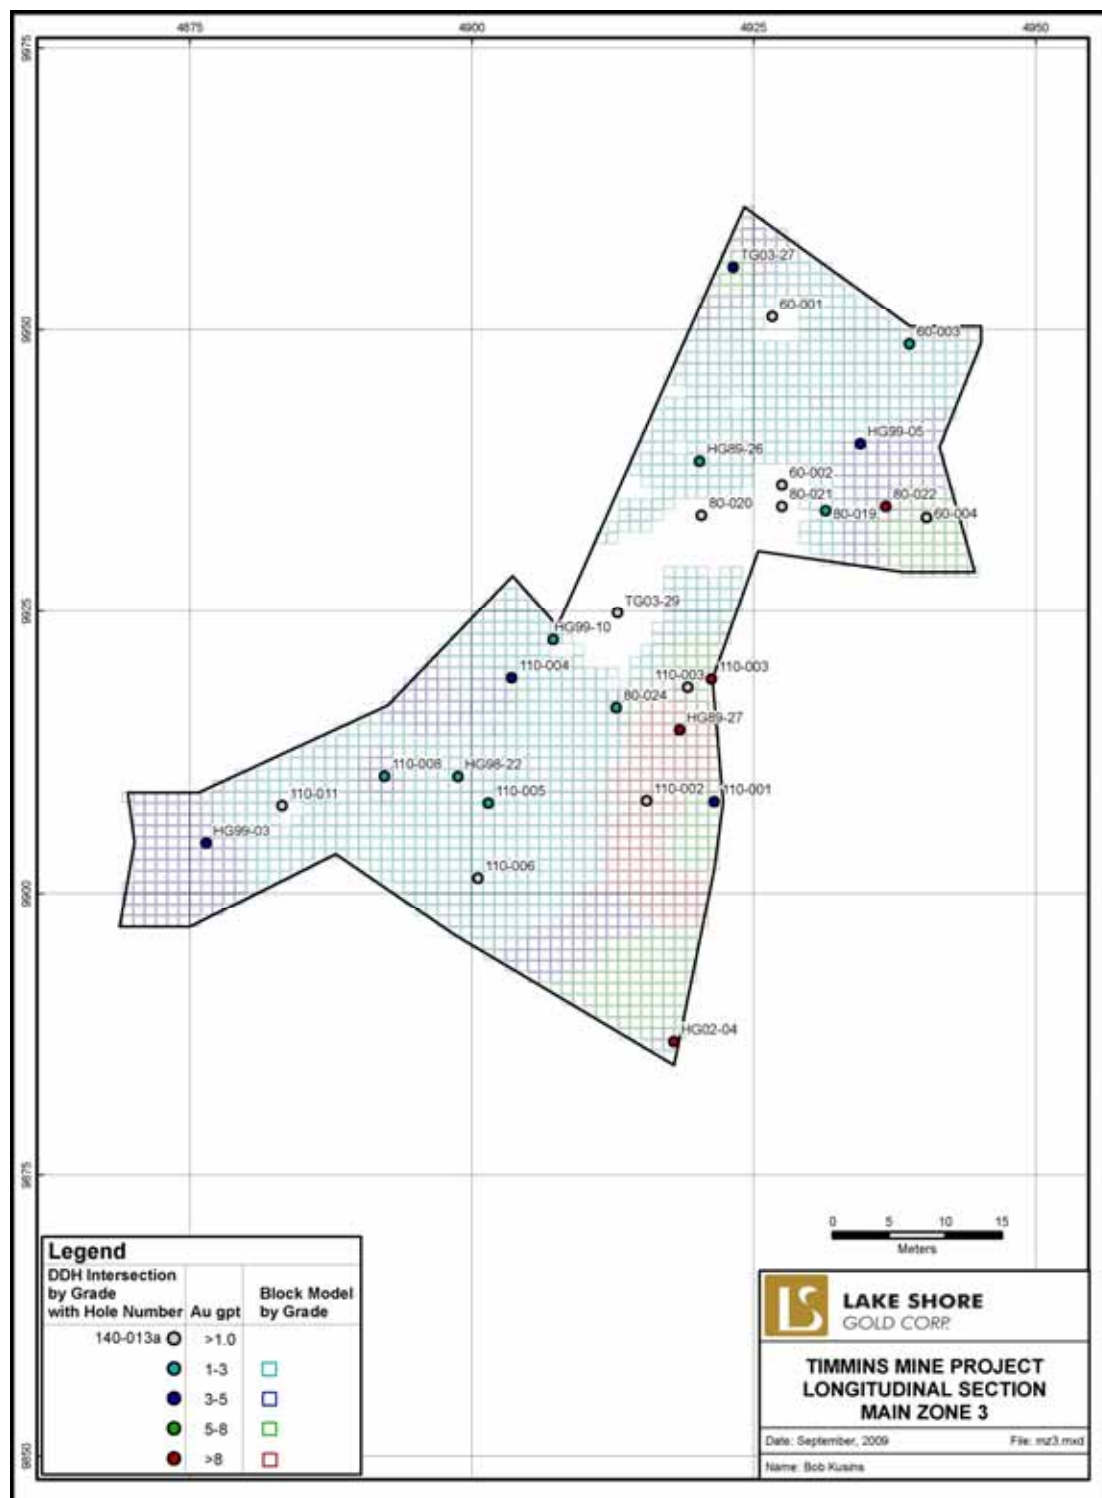 4875 4900 4925 4950
9975
TG03-27
60-001
9950
60-003
HG99-05
HG89-26
60-002
80-021
80-022
80-020
80-019
60-004
9925
TG03-29
HG99-10
110-004
110-003
110-003
80-024
HG89-27
110-008
HG98-22
110-005
110-002
110-001
110-011
HG99-03
110-006
9900
HG02-04
9875
0 5 10 15
Meters
Legend
DDH Intersection
by Grade
with Hole Number
Au gpt
Block Model
by Grade
140-013a >1.0
1-3
3-5
5-8
>8
9850
LS
LAKE SHORE
GOLD CORP.
TIMMINS MINE PROJECT
LONGITUDINAL SECTION
MAIN ZONE 3
Date: September, 2009 File: mz3.mxd
Name: Bob Kusins